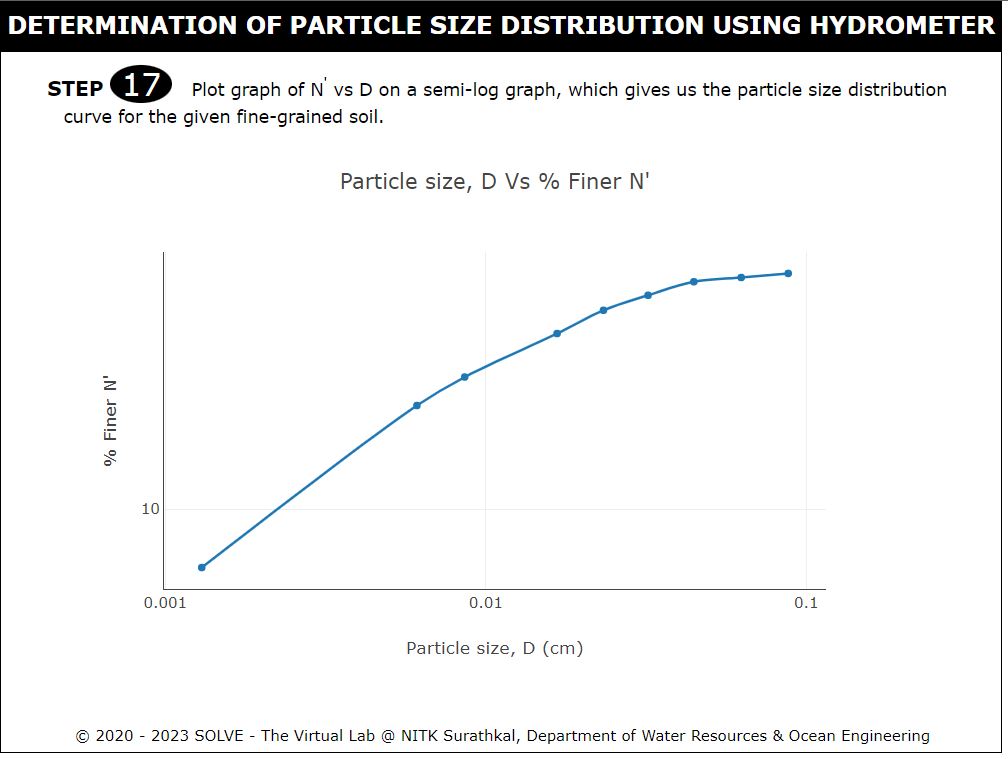 DETERMINATION OF PARTICLE SIZE DISTRIBUTION USING HYDROMETER
STEP 17 Plot graph of N' vs D on a semi-log graph, which gives us the particle size distribution
curve for the given fine-grained soil.
Particle size, D Vs % Finer N'
% Finer N'
10
0.001 0.01 0.1
Particle size, D (cm)
© 2020 - 2023 SOLVE - The Virtual Lab @ NITK Surathkal, Department of Water Resources & Ocean Engineering